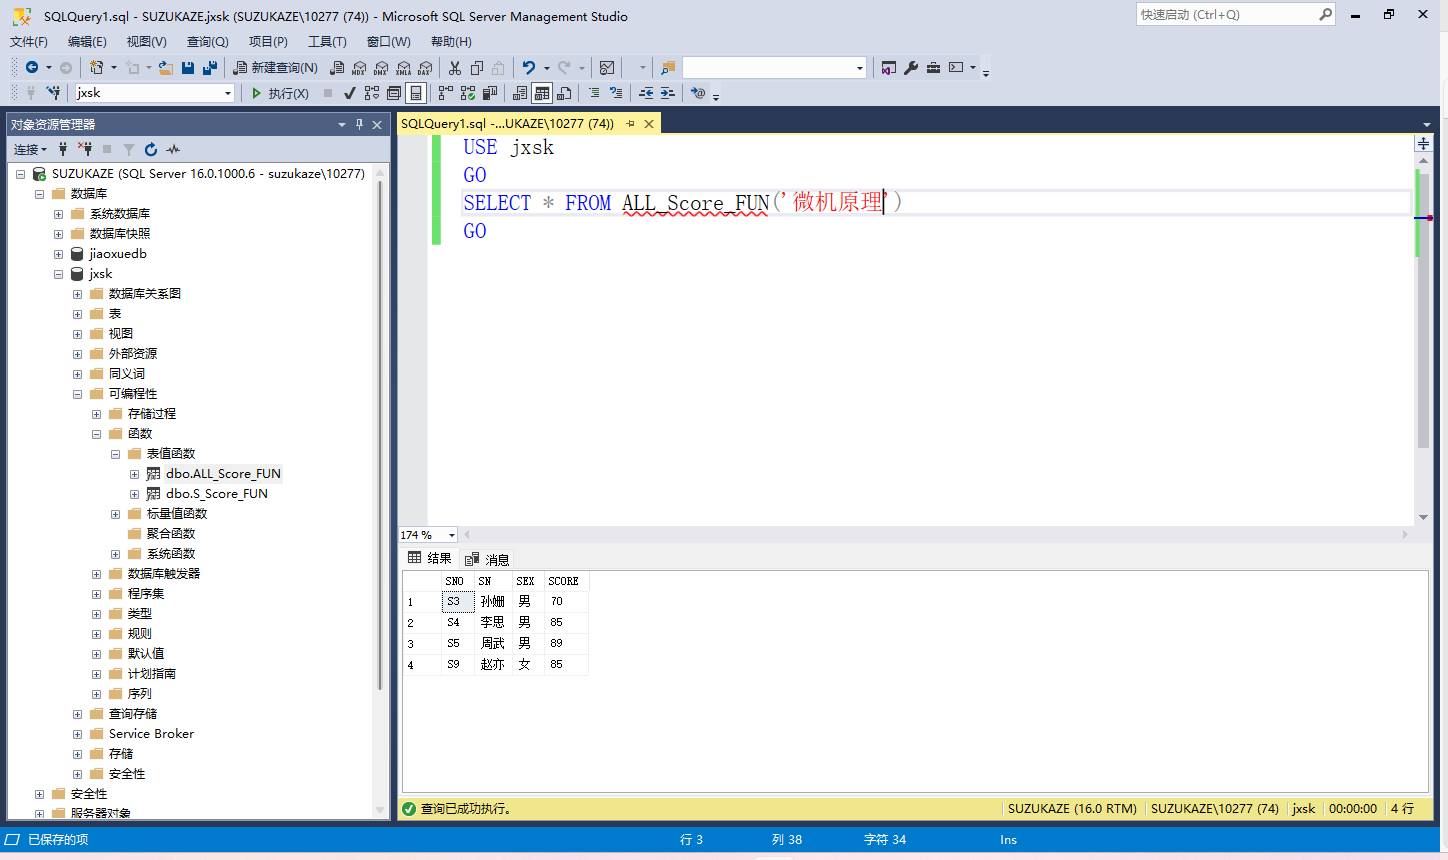 SQLQuery1.sql - SUZUKAZE.jxsk (SUZUKAZE\10277 (74)) - Microsoft SQL Server Management Studio
快速启动 (Ctrl+Q)
文件(F) 编辑(E) 视图(V) 查询(Q) 项目(P) 工具(T) 窗口(W) 帮助(H)
新建查询(N) MDX DMX XMLA DAX
jxsk 执行(X)
对象资源管理器
连接
SUZUKAZE (SQL Server 16.0.1000.6 - suzukaze\10277)
数据库
系统数据库
数据库快照
jiaoxuedb
jxsk
数据库关系图
表
视图
外部资源
同义词
可编程性
存储过程
函数
表值函数
dbo.ALL_Score_FUN
dbo.S_Score_FUN
标量值函数
聚合函数
系统函数
数据库触发器
程序集
类型
规则
默认值
计划指南
序列
查询存储
Service Broker
存储
安全性
安全性
服务器对象
SQLQuery1.sql -...UKAZE\10277 (74))
USE jxsk
GO
SELECT * FROM ALL_Score_FUN('微机原理')
GO
174 %
结果 消息
SNO SN SEX SCORE
1 S3 孙姗 男 70
2 S4 李思 男 85
3 S5 周武 男 89
4 S9 赵亦 女 85
查询已成功执行。 SUZUKAZE (16.0 RTM) SUZUKAZE\10277 (74) jxsk 00:00:00 4 行
已保存的项 行 3 列 38 字符 34 Ins